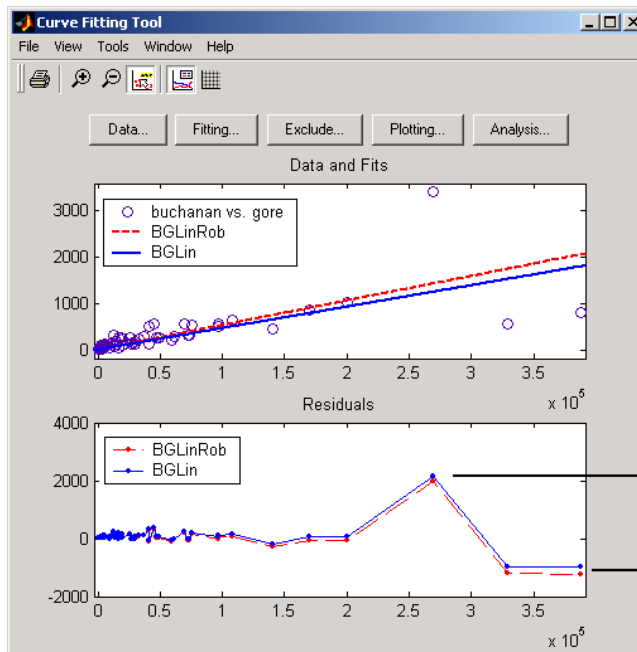 Curve Fitting Tool
File View Tools Window Help
Data... Fitting... Exclude... Plotting... Analysis...
Data and Fits
3000
2000
1000
0
buchanan vs. gore
BGLinRob
BGLin
0 0.5 1 1.5 2 2.5 3 3.5
x 10^5
Residuals
4000
2000
0
-2000
BGLinRob
BGLin
0 0.5 1 1.5 2 2.5 3 3.5
x 10^5